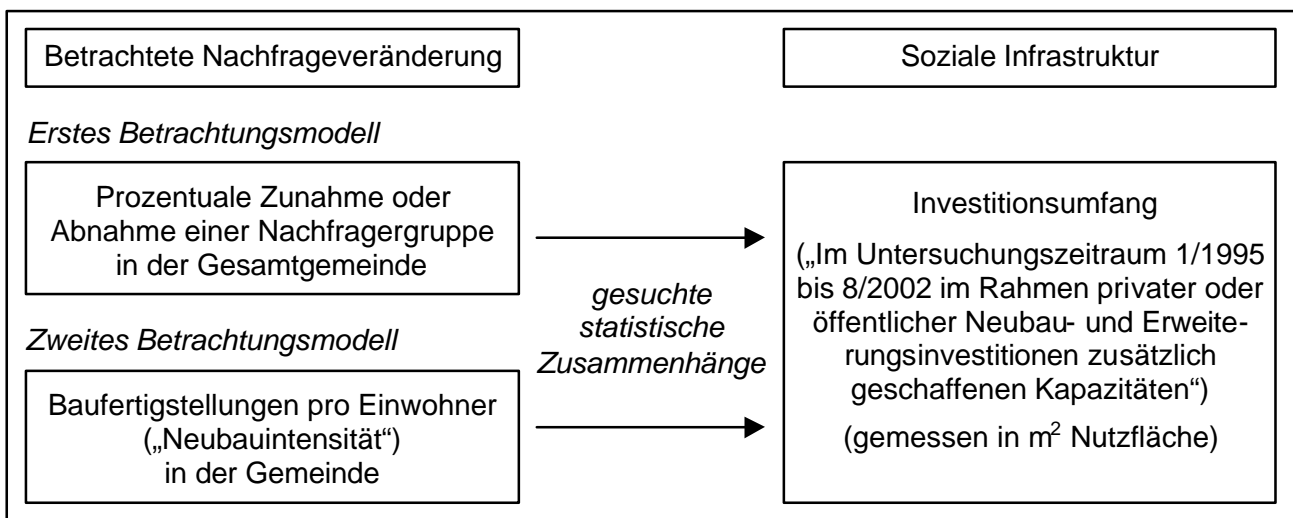 Betrachtete Nachfrageveränderung
Soziale Infrastruktur
Erstes Betrachtungsmodell
Prozentuale Zunahme oder
Abnahme einer Nachfragergruppe
in der Gesamtgemeinde
Zweites Betrachtungsmodell
Baufertigstellungen pro Einwohner
(„Neubauintensität“)
in der Gemeinde
gesuchte
statistische
Zusammenhänge
Investitionsumfang
(„Im Untersuchungszeitraum 1/1995
bis 8/2002 im Rahmen privater oder
öffentlicher Neubau- und Erweite-
rungsinvestitionen zusätzlich
geschaffenen Kapazitäten“)
(gemessen in m² Nutzfläche)